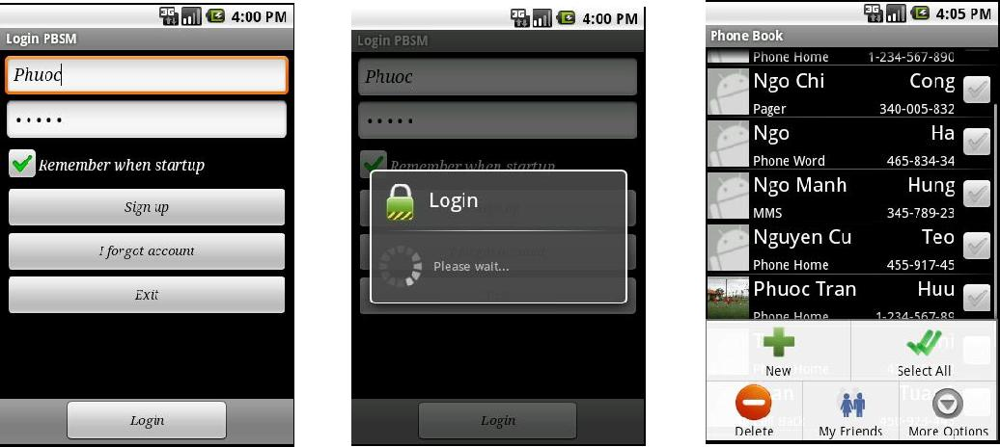 3G 4:00 PM
Login PBSM
Phuoc
•••••
Remember when startup
Sign up
I forgot account
Exit
Login
3G 4:00 PM
Login PBSM
Phuoc
•••••
Remember when startup
Login
Please wait...
Login
3G 4:05 PM
Phone Book
Phone Home 1-234-567-890
Ngo Chi Cong
Pager 340-005-832
Ngo Ha
Phone Word 465-834-34
Ngo Manh Hung
MMS 345-789-23
Nguyen Cu Teo
Phone Home 455-917-45
Phuoc Tran Huu
Phone Home 1-234-567-89
New Select All
Delete My Friends More Options